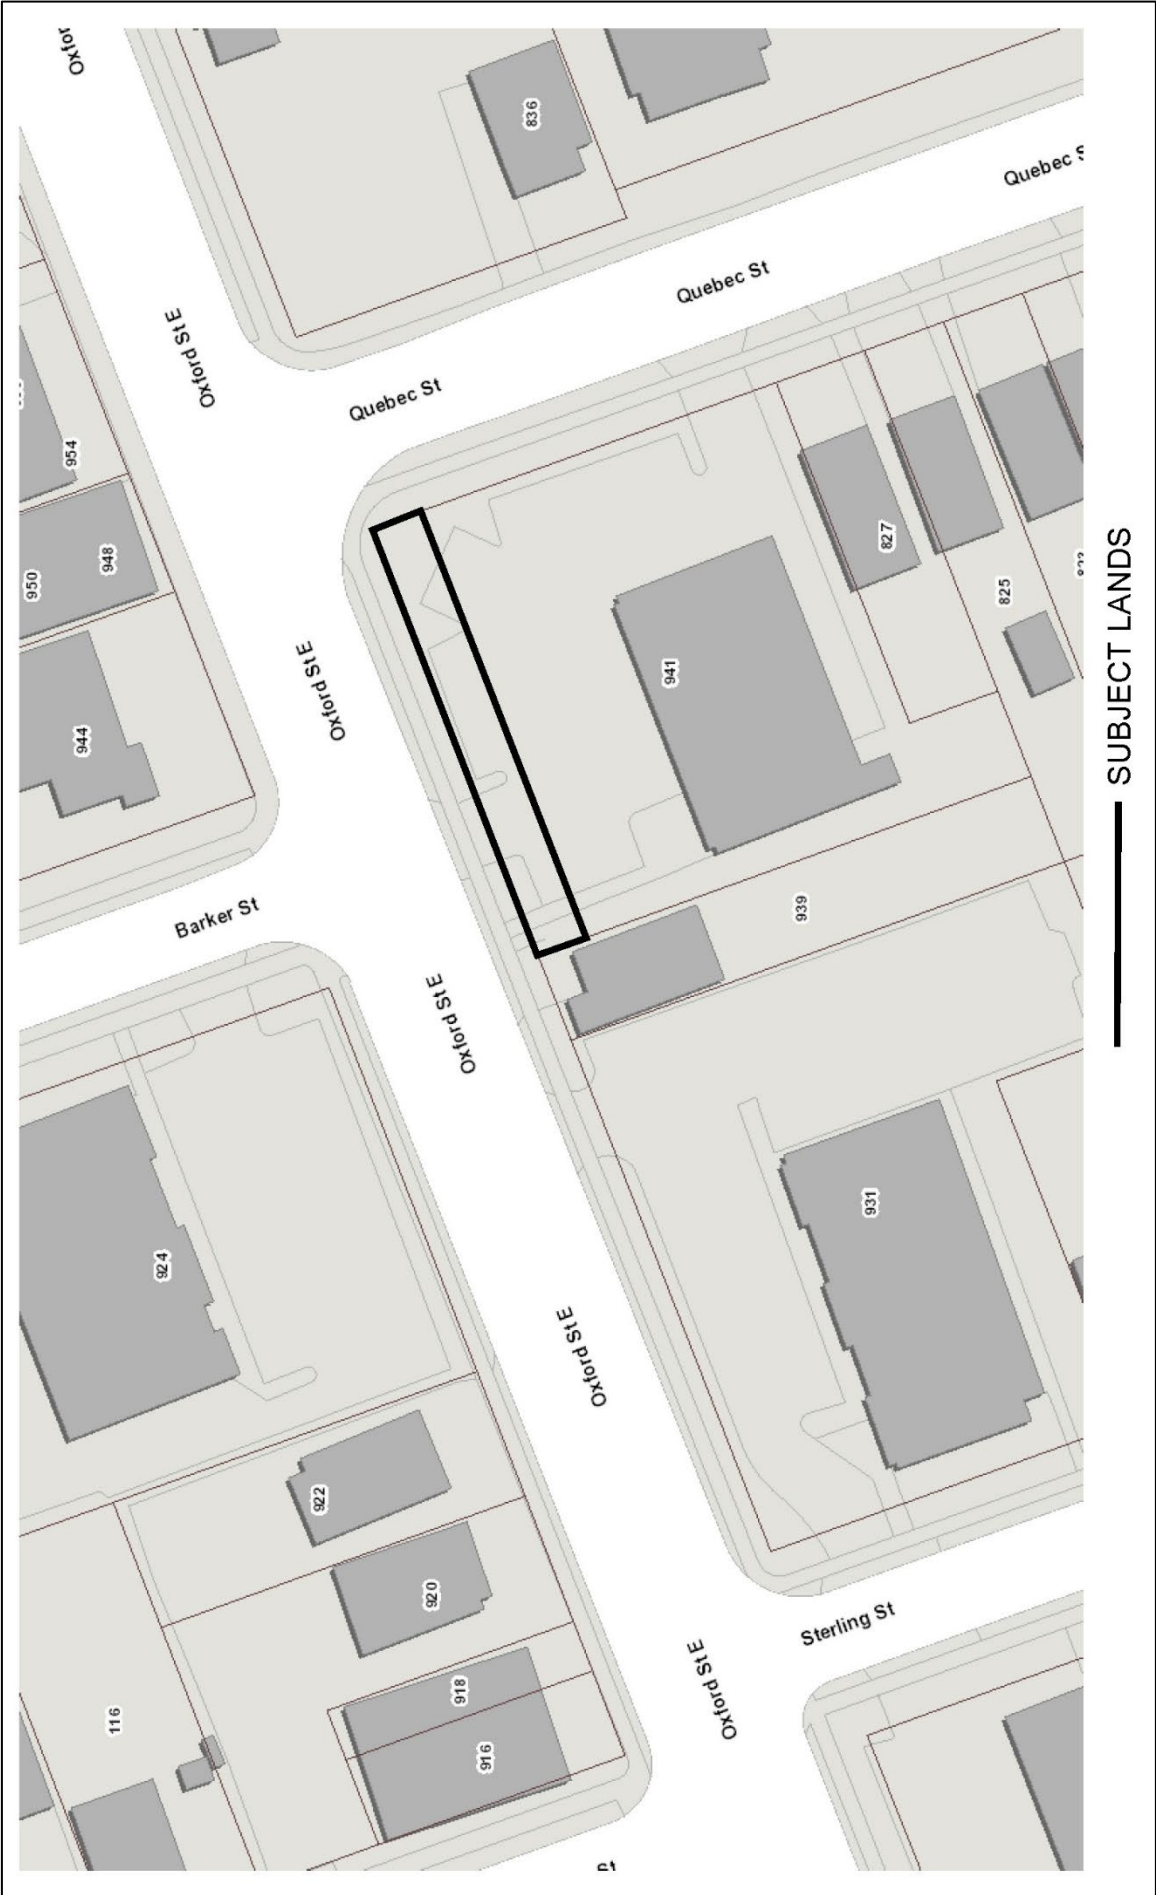 Oxfor
836
Quebec S
Quebec St
Oxford St E
Quebec St
954
948
950
827
825
Oxford St E
941
944
SUBJECT LANDS
Barker St
939
Oxford St E
931
924
Oxford St E
922
920
Sterling St
Oxford St E
918
116
916
St